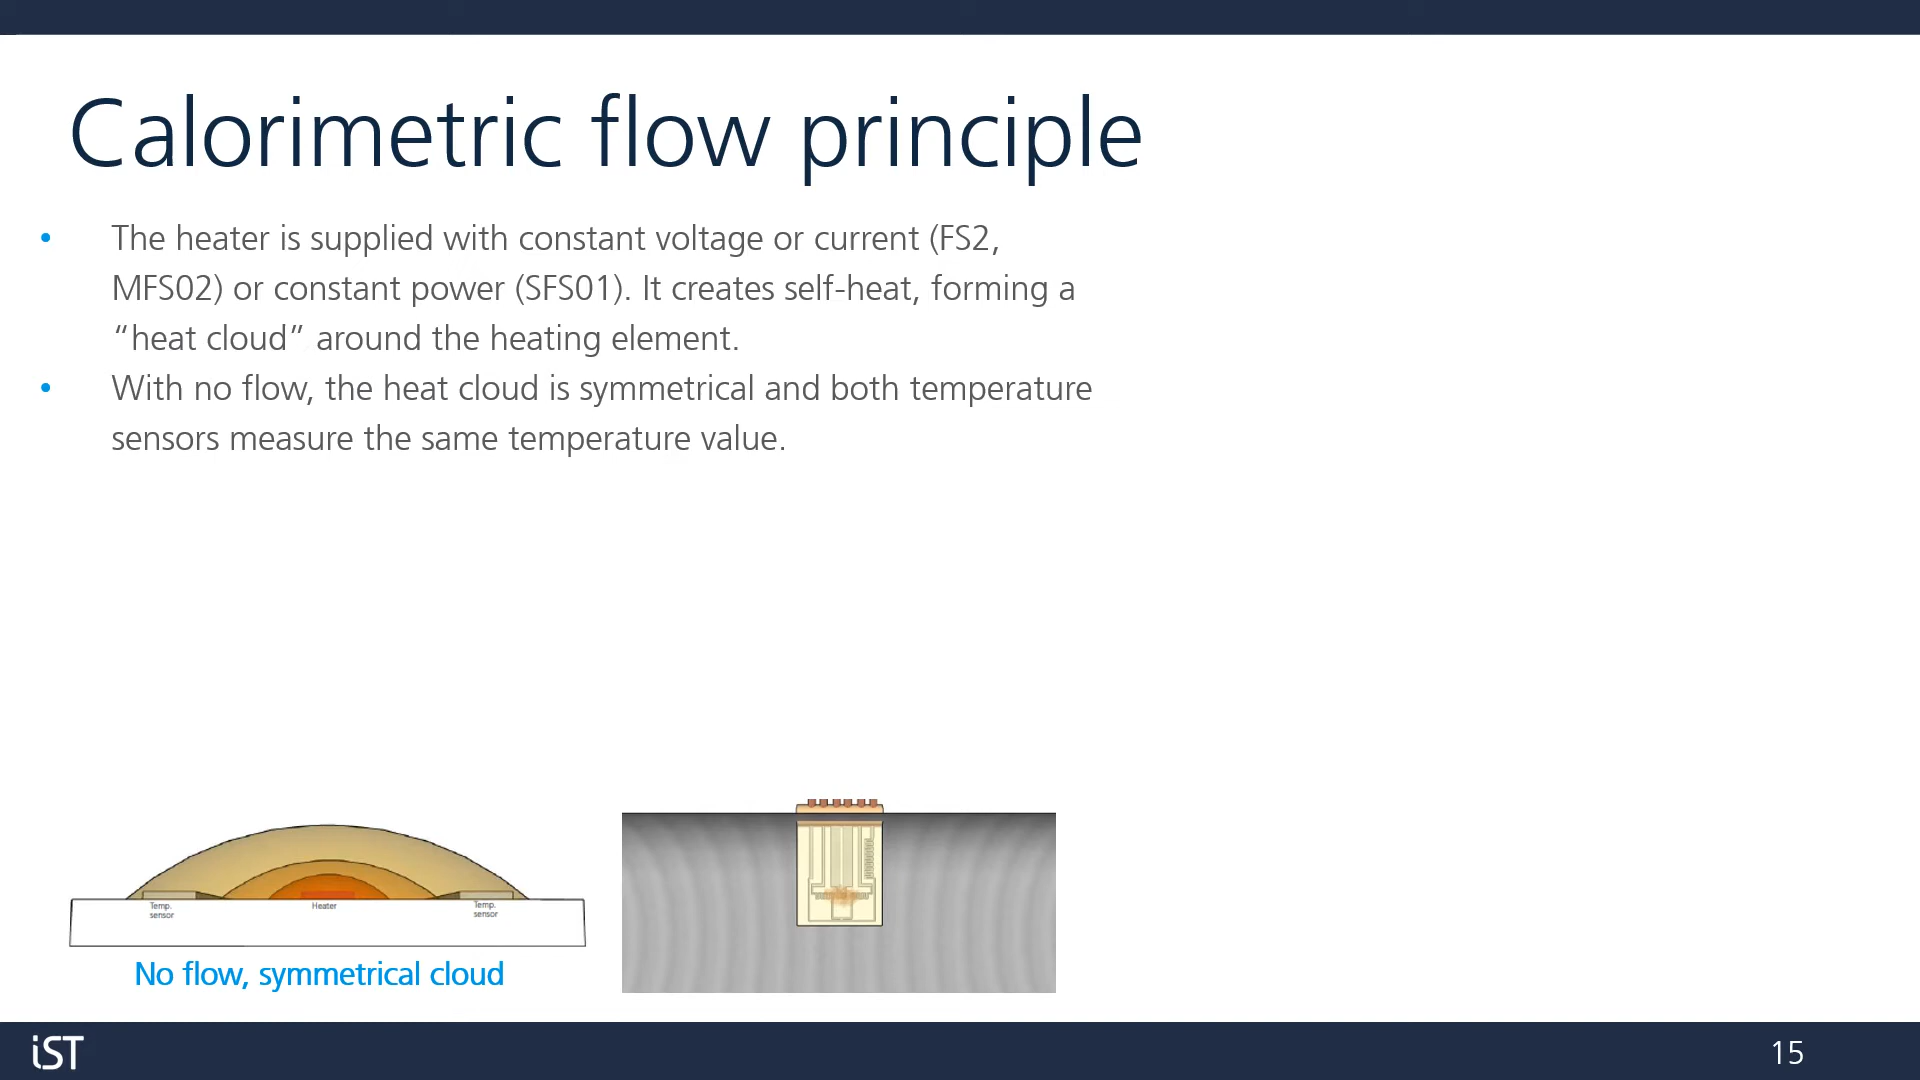 Calorimetric flow principle
• The heater is supplied with constant voltage or current (FS2,
MFS02) or constant power (SFS01). It creates self-heat, forming a
“heat cloud” around the heating element.
• With no flow, the heat cloud is symmetrical and both temperature
sensors measure the same temperature value.
Temp.
sensor
Heater
Temp.
sensor
No flow, symmetrical cloud
iST
15